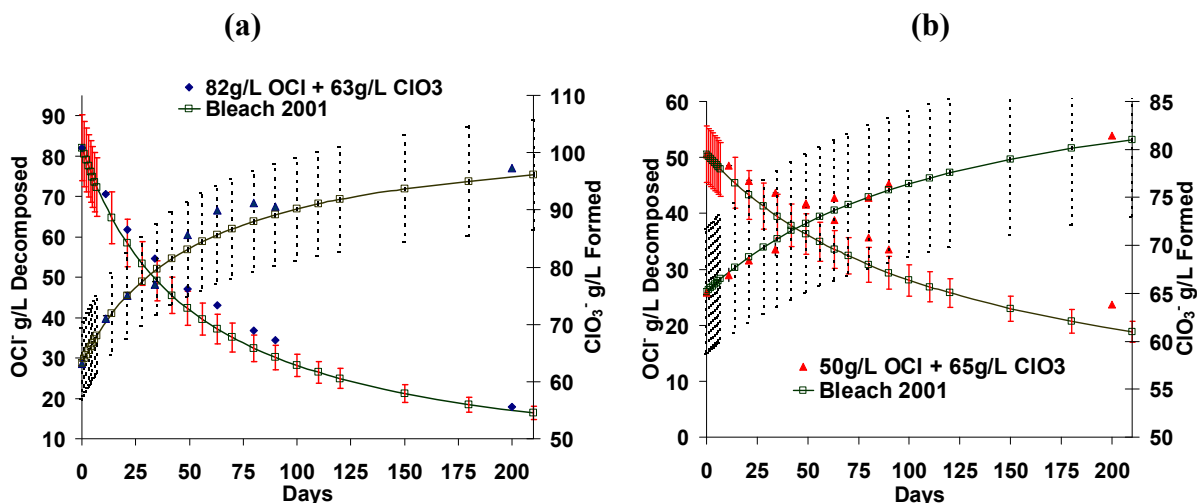 (a)
82g/L OCl + 63g/L ClO3
Bleach 2001
OCl⁻ g/L Decomposed
90
80
70
60
50
40
30
20
10
ClO₃⁻ g/L Formed
110
100
90
80
70
60
50
0 25 50 75 100 125 150 175 200
Days
(b)
50g/L OCl + 65g/L ClO3
Bleach 2001
OCl⁻ g/L Decomposed
60
50
40
30
20
10
0
ClO₃⁻ g/L Formed
85
80
75
70
65
60
55
50
0 25 50 75 100 125 150 175 200
Days